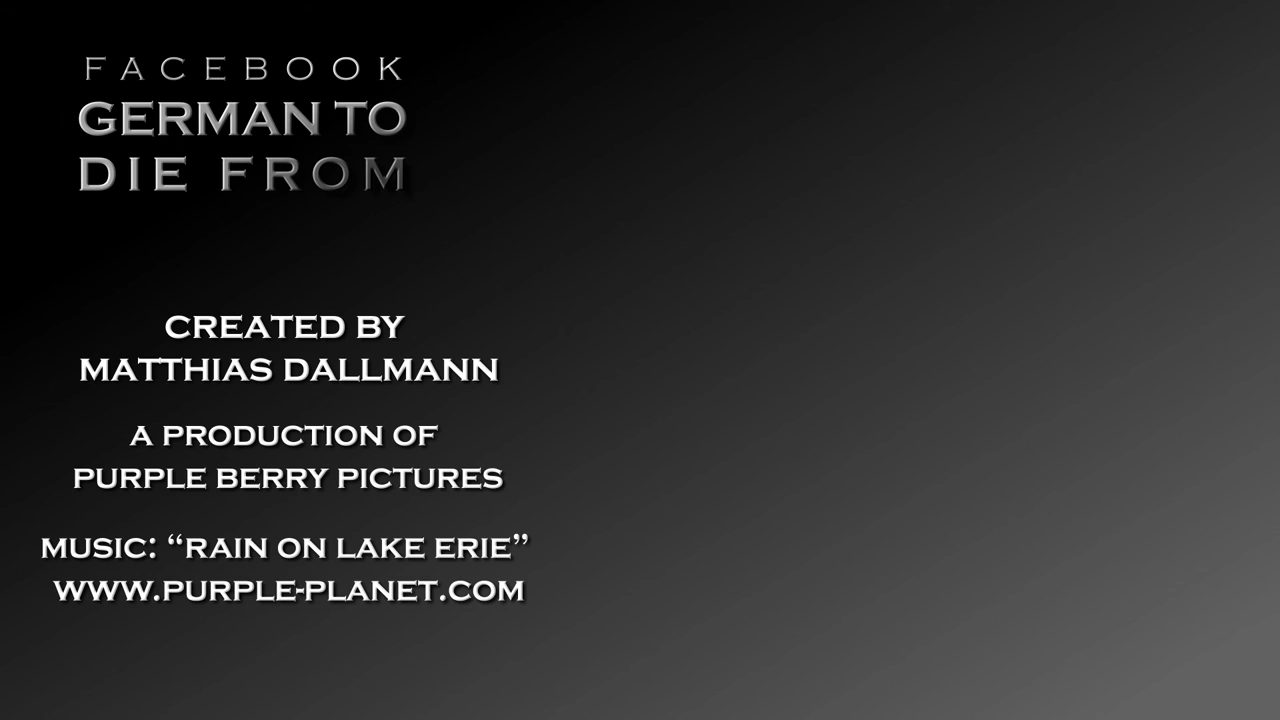 FACEBOOK
GERMAN TO
DIE FROM
CREATED BY
MATTHIAS DALLMANN
A PRODUCTION OF
PURPLE BERRY PICTURES
MUSIC: “RAIN ON LAKE ERIE”
WWW.PURPLE-PLANET.COM